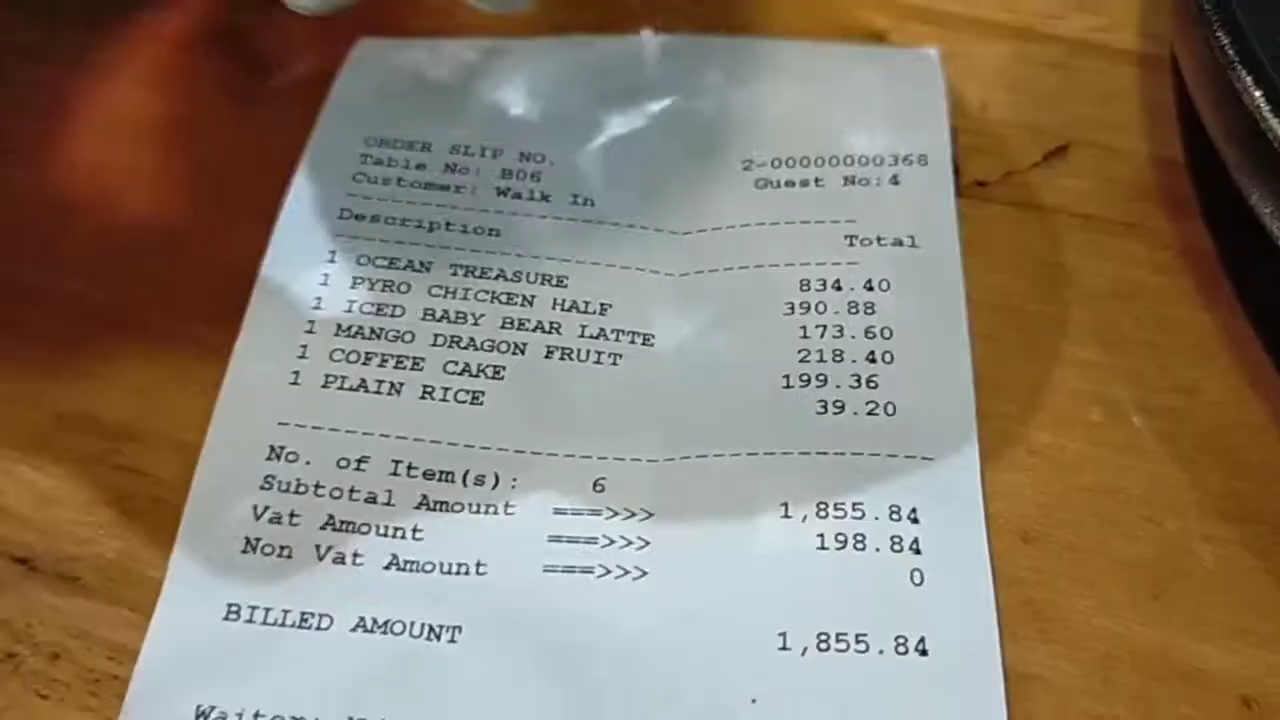 ORDER SLIP NO. 2-00000000368
Table No: B06 Guest No:4
Customer: Walk In
Description Total
1 OCEAN TREASURE 834.40
1 PYRO CHICKEN HALF 390.88
1 ICED BABY BEAR LATTE 173.60
1 MANGO DRAGON FRUIT 218.40
1 COFFEE CAKE 199.36
1 PLAIN RICE 39.20
No. of Item(s): 6
Subtotal Amount ===>>> 1,855.84
Vat Amount ===>>> 198.84
Non Vat Amount ===>>> 0
BILLED AMOUNT 1,855.84
Waiter: